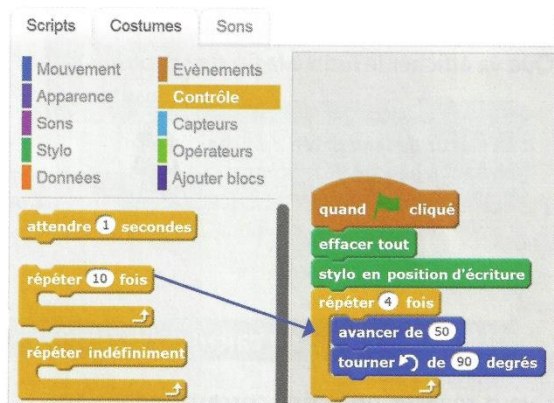 Scripts Costumes Sons
Mouvement Evènements
Apparence Contrôle
Sons Capteurs
Stylo Opérateurs
Données Ajouter blocs
attendre 1 secondes
répéter 10 fois
répéter indéfiniment
quand cliqué
effacer tout
stylo en position d'écriture
répéter 4 fois
avancer de 50
tourner de 90 degrés